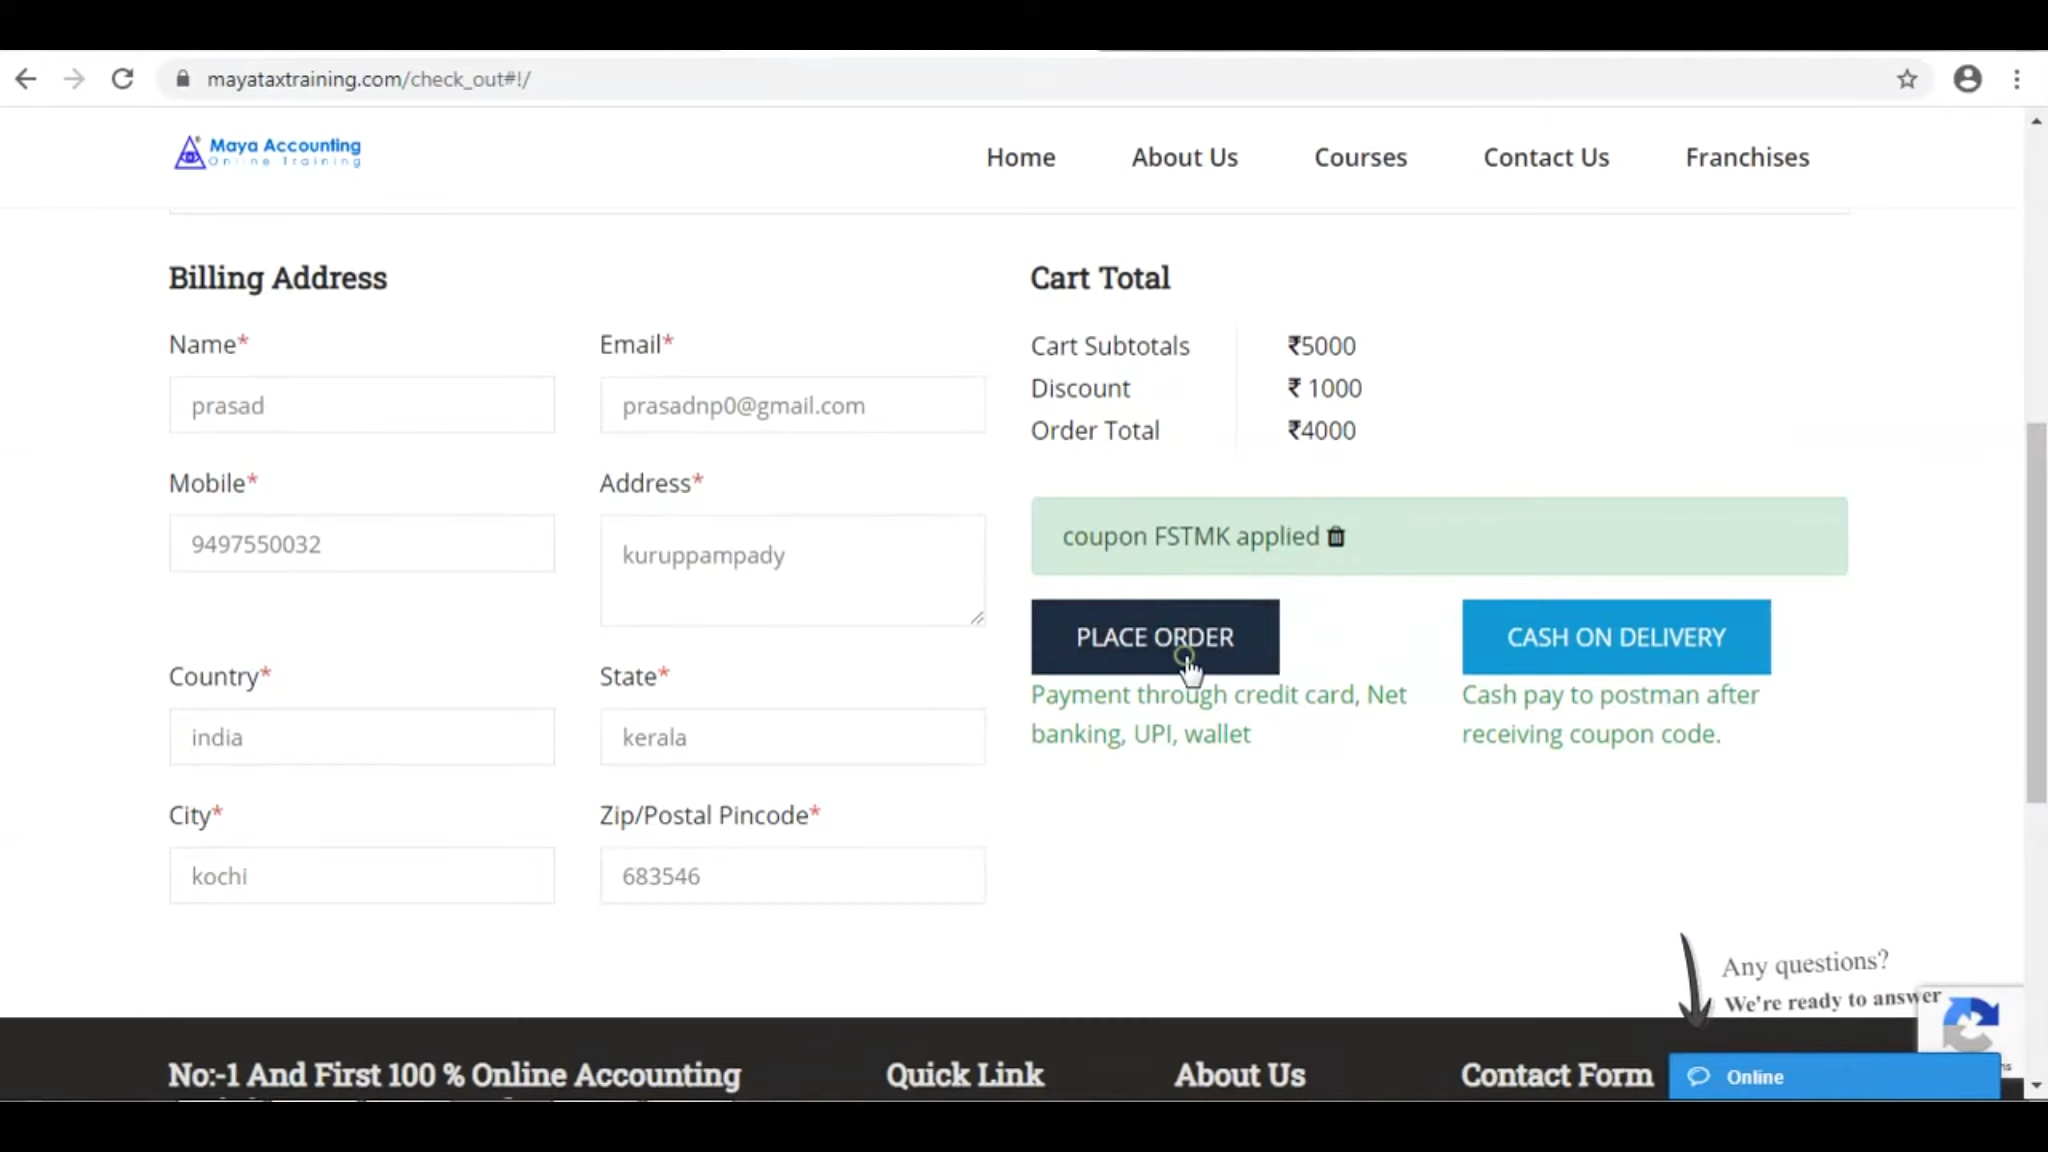 mayataxtraining.com/check_out#!/
Maya Accounting
Online Training
Home
About Us
Courses
Contact Us
Franchises
Billing Address
Name*
prasad
Email*
prasadnp0@gmail.com
Mobile*
9497550032
Address*
kuruppampady
Country*
india
State*
kerala
City*
kochi
Zip/Postal Pincode*
683546
Cart Total
Cart Subtotals ₹5000
Discount ₹ 1000
Order Total ₹4000
coupon FSTMK applied
PLACE ORDER
Payment through credit card, Net
banking, UPI, wallet
CASH ON DELIVERY
Cash pay to postman after
receiving coupon code.
Any questions?
We're ready to answer
No:-1 And First 100 % Online Accounting
Quick Link
About Us
Contact Form
Online